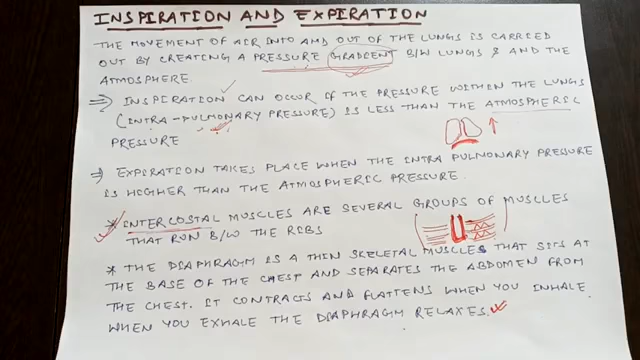 INSPIRATION AND EXPIRATION
THE MOVEMENT OF AIR INTO AND OUT OF THE LUNGS IS CARRIED
OUT BY CREATING A PRESSURE GRADIENT B/W LUNGS & AND THE
ATMOSPHERE.
⇒ INSPIRATION CAN OCCUR IF THE PRESSURE WITHIN THE LUNGS
(INTRA-PULMONARY PRESSURE) IS LESS THAN THE ATMOSPHERIC
PRESSURE
⇒ EXPIRATION TAKES PLACE WHEN THE INTRA PULMONARY PRESSURE
IS HIGHER THAN THE ATMOSPHERIC PRESSURE.
* INTERCOSTAL MUSCLES ARE SEVERAL GROUPS OF MUSCLES
THAT RUN B/W THE RIBS
* THE DIAPHRAGM IS A THIN SKELETAL MUSCLES THAT SITS AT
THE BASE OF THE CHEST AND SEPARATES THE ABDOMEN FROM
THE CHEST. IT CONTRACTS AND FLATTENS WHEN YOU INHALE.
WHEN YOU EXHALE THE DIAPHRAGM RELAXES.